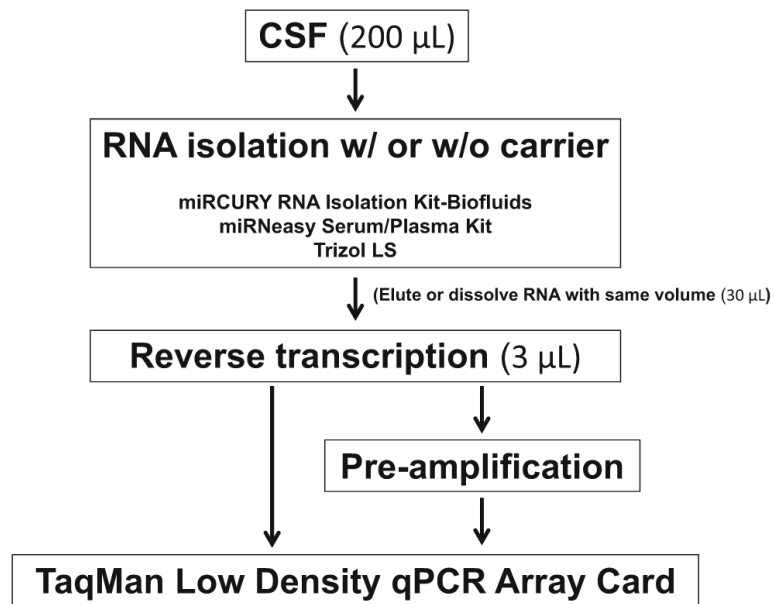 CSF (200 µL)
RNA isolation w/ or w/o carrier
miRCURY RNA Isolation Kit-Biofluids
miRNeasy Serum/Plasma Kit
Trizol LS
(Elute or dissolve RNA with same volume (30 µL)
Reverse transcription (3 µL)
Pre-amplification
TaqMan Low Density qPCR Array Card